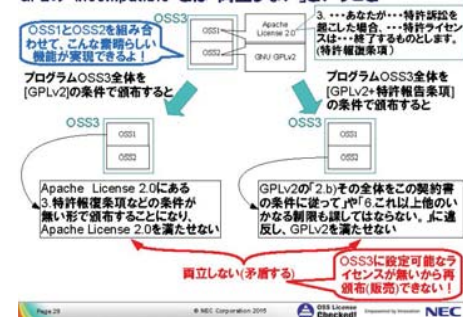 OSS1とOSS2を組み合
わせて、こんな素晴らしい
機能が実現できるよ！
OSS3
OSS1
OSS2
Apache
License 2.0
GNU GPLv2
3. ・・・あなたが・・・特許訴訟を
起こした場合、・・・特許ライセン
スは・・・終了するものとします。
(特許報復条項)
プログラムOSS3全体を
[GPLv2]の条件で頒布すると
プログラムOSS3全体を
[GPLv2+特許報告条項]
の条件で頒布すると
OSS3
OSS1
OSS2
OSS3
OSS1
OSS2
Apache License 2.0にある
3.特許報復条項などの条件が
無い形で頒布することになり、
Apache License 2.0を満たせない
GPLv2の「2.b)その全体をこの契約書
の条件に従って」や「6.これ以上他のい
かなる制限も課してはならない。」に違
反し、GPLv2を満たせない
両立しない(矛盾する)
OSS3に設定可能なラ
イセンスが無いから再
頒布(販売)できない！
Page 28
© NEC Corporation 2015
OSS License
Checked!
Empowered by Innovation
NEC